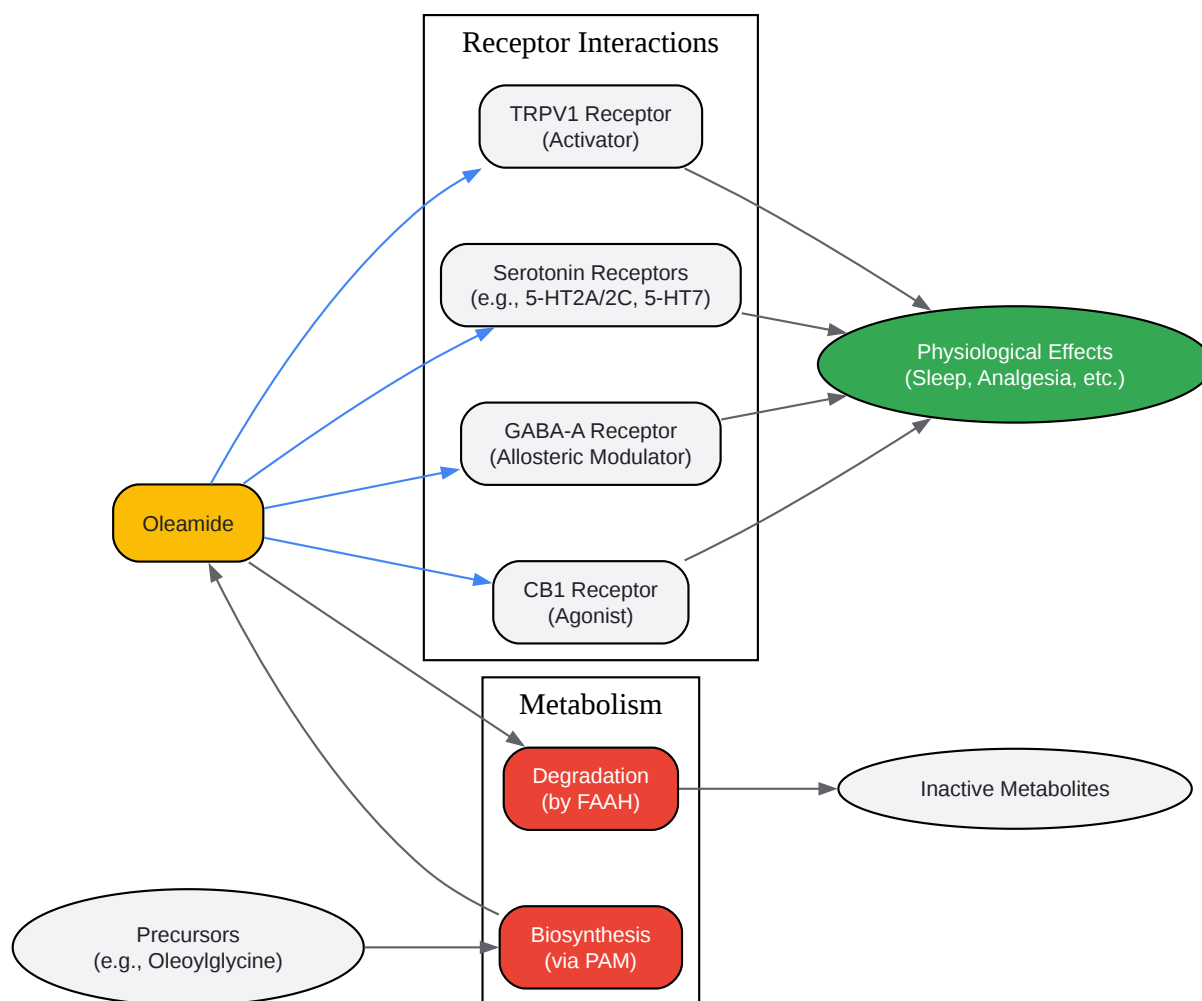 Receptor Interactions
TRPV1 Receptor
(Activator)
Serotonin Receptors
(e.g., 5-HT2A/2C, 5-HT7)
Physiological Effects
(Sleep, Analgesia, etc.)
GABA-A Receptor
(Allosteric Modulator)
Oleamide
CB1 Receptor
(Agonist)
Metabolism
Degradation
(by FAAH)
Inactive Metabolites
Precursors
(e.g., Oleoylglycine)
Biosynthesis
(via PAM)